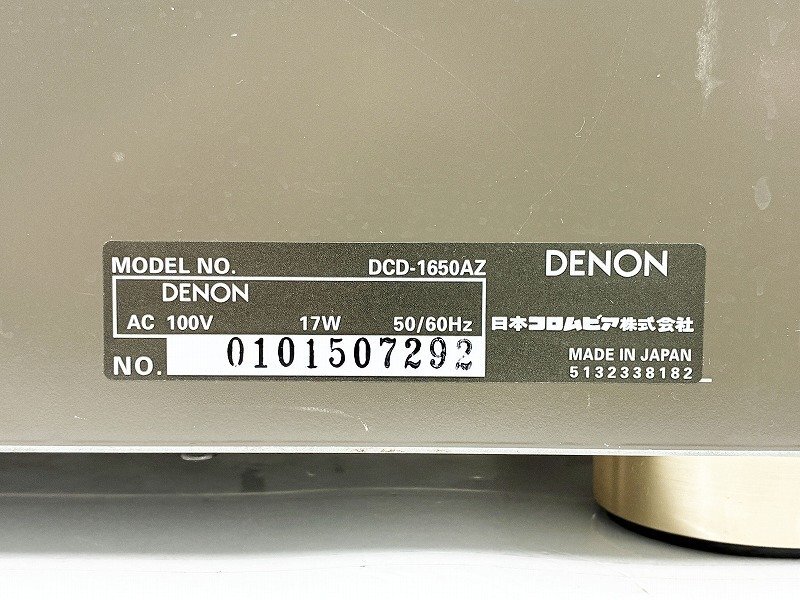 MODEL NO. DCD-1650AZ
DENON
AC 100V 17W 50/60Hz
NO. 0101507292
DENON
日本コロムビア株式会社
MADE IN JAPAN
5132338182